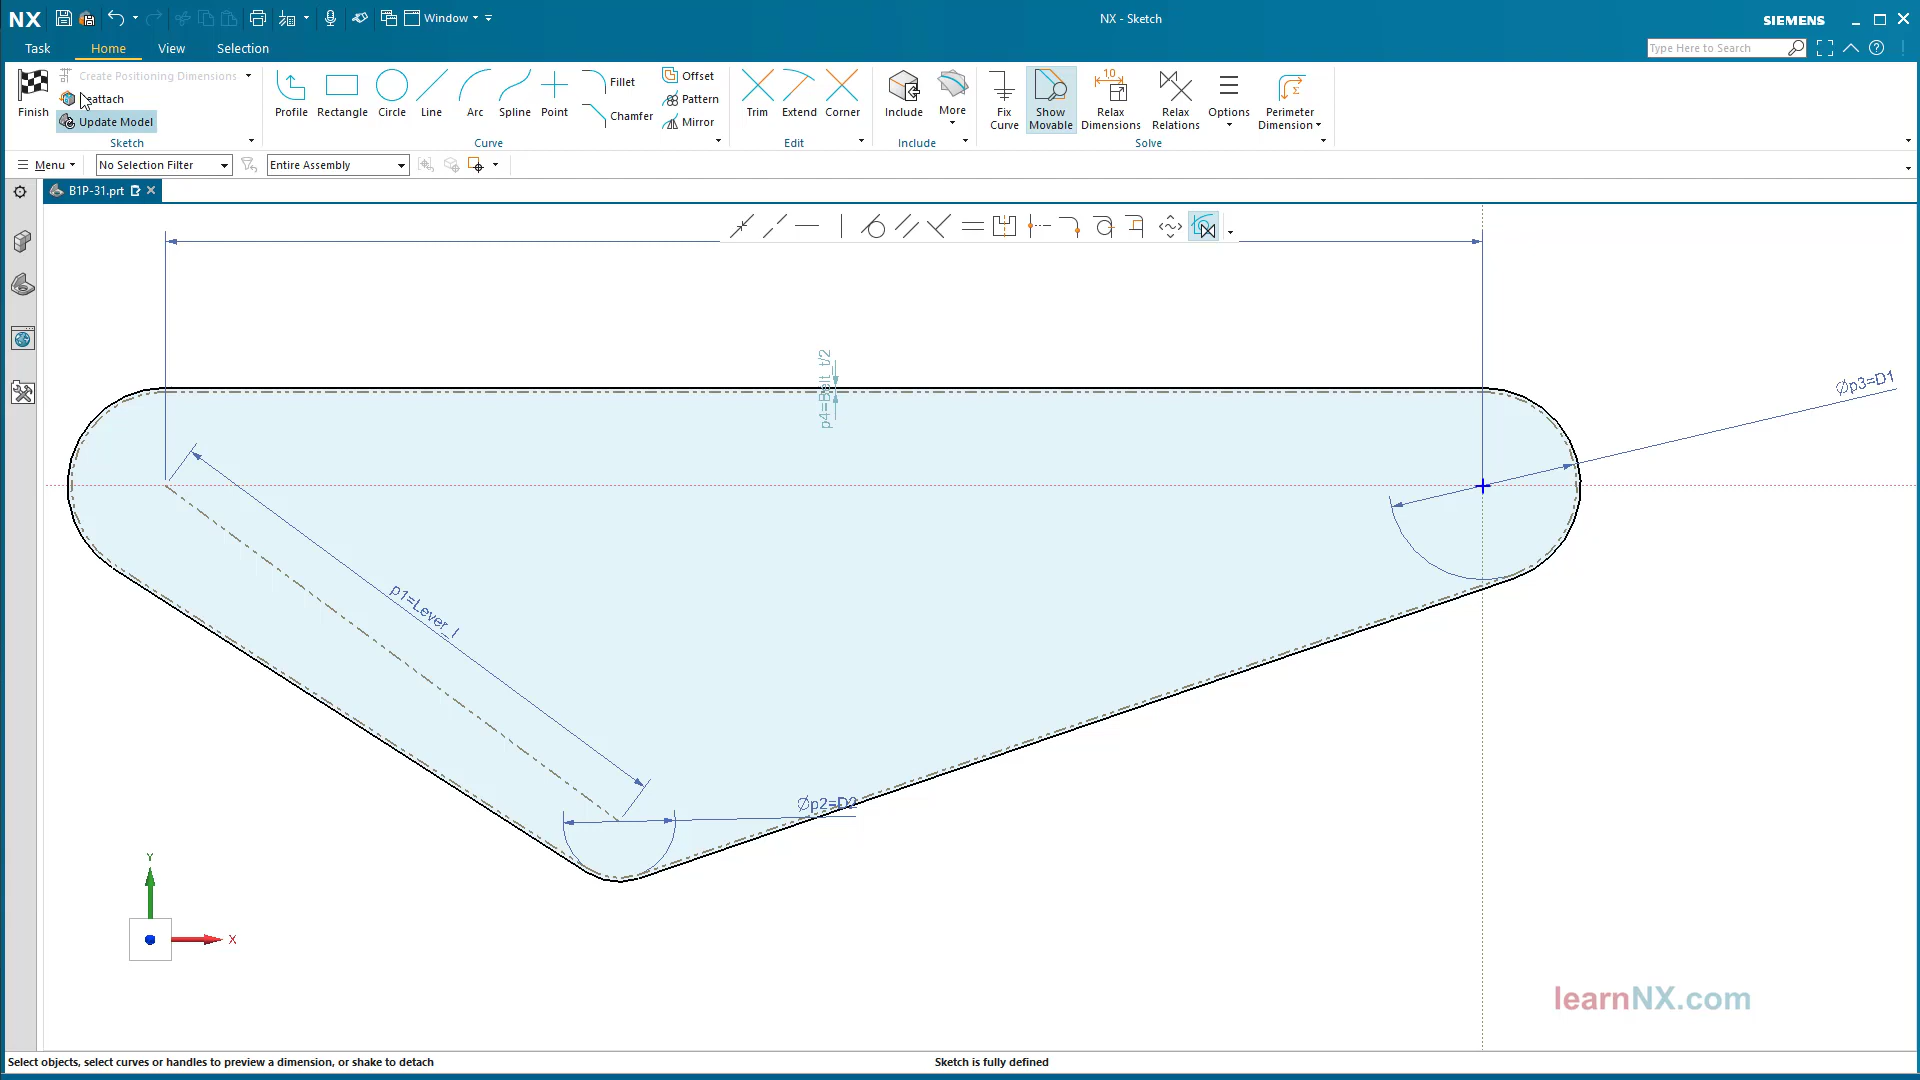 NX
Window
NX - Sketch
SIEMENS
Task
Home
View
Selection
Type Here to Search
Finish
Create Positioning Dimensions
Update Model
Sketch
Profile
Rectangle
Circle
Line
Arc
Spline
Point
Fillet
Chamfer
Offset
Pattern
Mirror
Curve
Trim
Extend
Corner
Edit
Include
More
Include
Fix Curve
Show Movable
Relax Dimensions
Relax Relations
Options
Perimeter Dimension
Solve
Menu
No Selection Filter
Entire Assembly
B1P-31.prt
p4=Belt_t/2
Øp3=D1
p1=Lever_l
Øp2=D2
Y
X
learnNX.com
Select objects, select curves or handles to preview a dimension, or shake to detach
Sketch is fully defined